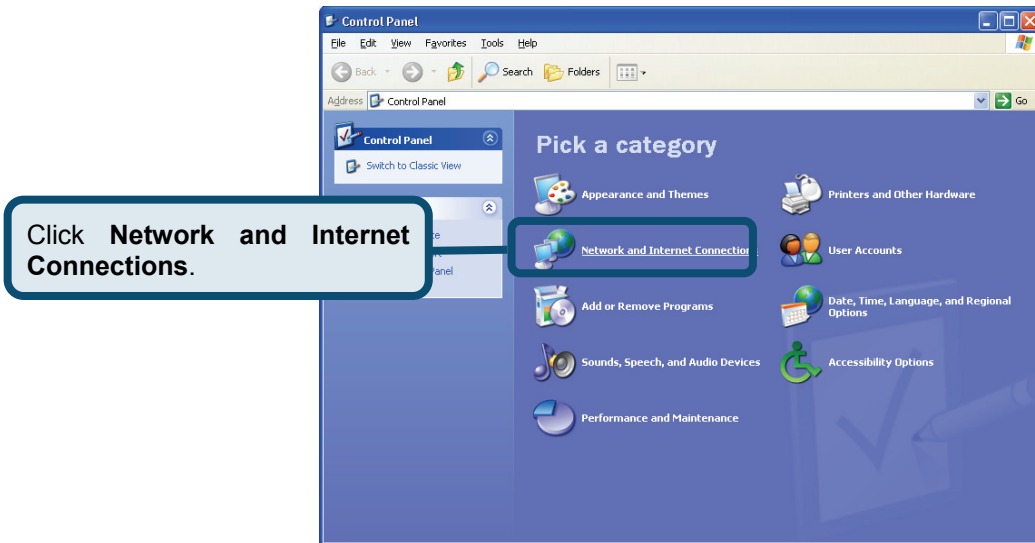 Control Panel
File Edit View Favorites Tools Help
Back Search Folders
Address Control Panel Go
Control Panel
Switch to Classic View
Pick a category
Appearance and Themes
Printers and Other Hardware
Click Network and Internet
Connections.
Panel
Network and Internet Connections
User Accounts
Add or Remove Programs
Date, Time, Language, and Regional
Options
Sounds, Speech, and Audio Devices
Accessibility Options
Performance and Maintenance